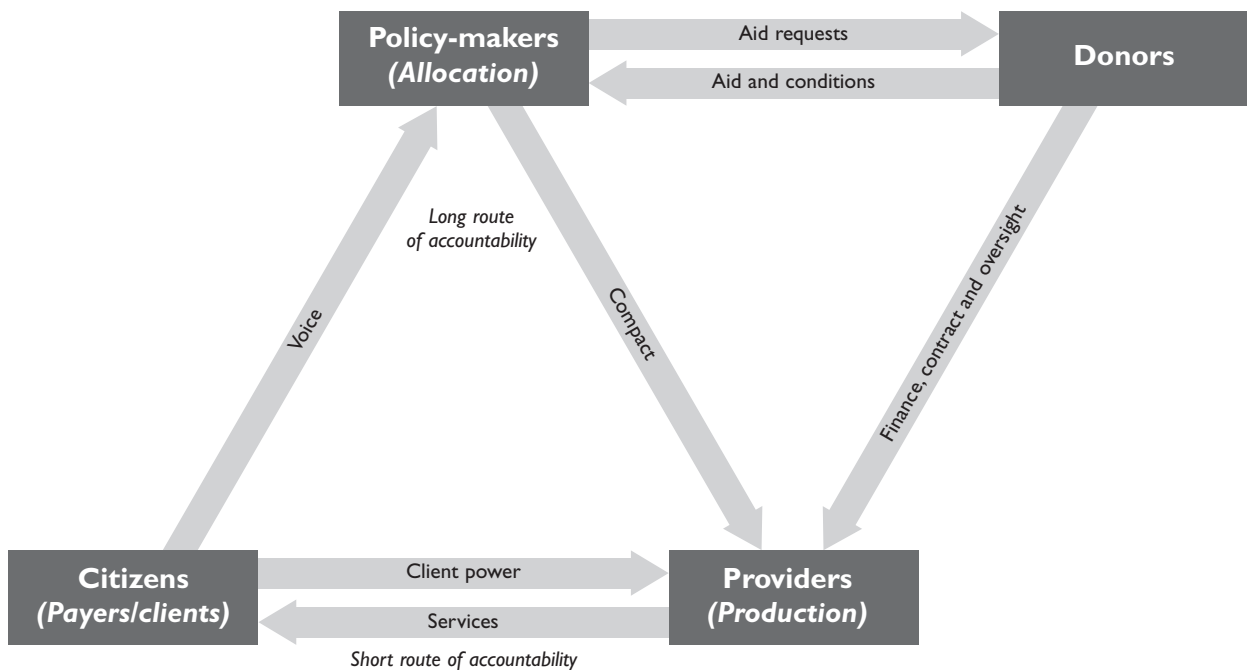 Policy-makers
(Allocation)
Aid requests
Aid and conditions
Donors
Long route
of accountability
Voice
Compact
Finance, contract and oversight
Citizens
(Payers/clients)
Client power
Services
Providers
(Production)
Short route of accountability